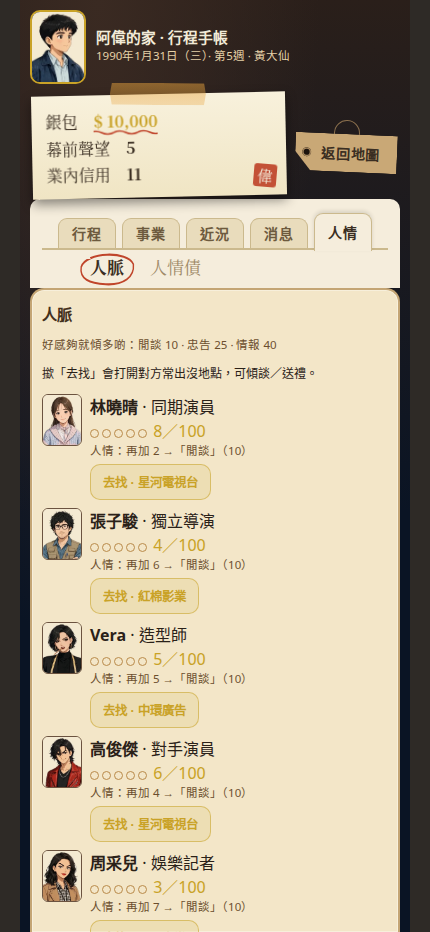 阿偉的家 · 行程手帳
1990年1月31日（三）· 第5週 · 黃大仙
銀包 $ 10,000
幕前聲望 5
業內信用 11
偉
返回地圖
行程 事業 近況 消息 人情
人脈 人情債
人脈
好感夠就傾多啲：閒談 10 · 忠告 25 · 情報 40
撳「去找」會打開對方常出沒地點，可傾談／送禮。
林曉晴 · 同期演員
○○○○○ 8／100
人情：再加 2 →「閒談」（10）
去找 · 星河電視台
張子駿 · 獨立導演
○○○○○ 4／100
人情：再加 6 →「閒談」（10）
去找 · 紅棉影業
Vera · 造型師
○○○○○ 5／100
人情：再加 5 →「閒談」（10）
去找 · 中環廣告
高俊傑 · 對手演員
○○○○○ 6／100
人情：再加 4 →「閒談」（10）
去找 · 星河電視台
周采兒 · 娛樂記者
○○○○○ 3／100
人情：再加 7 →「閒談」（10）